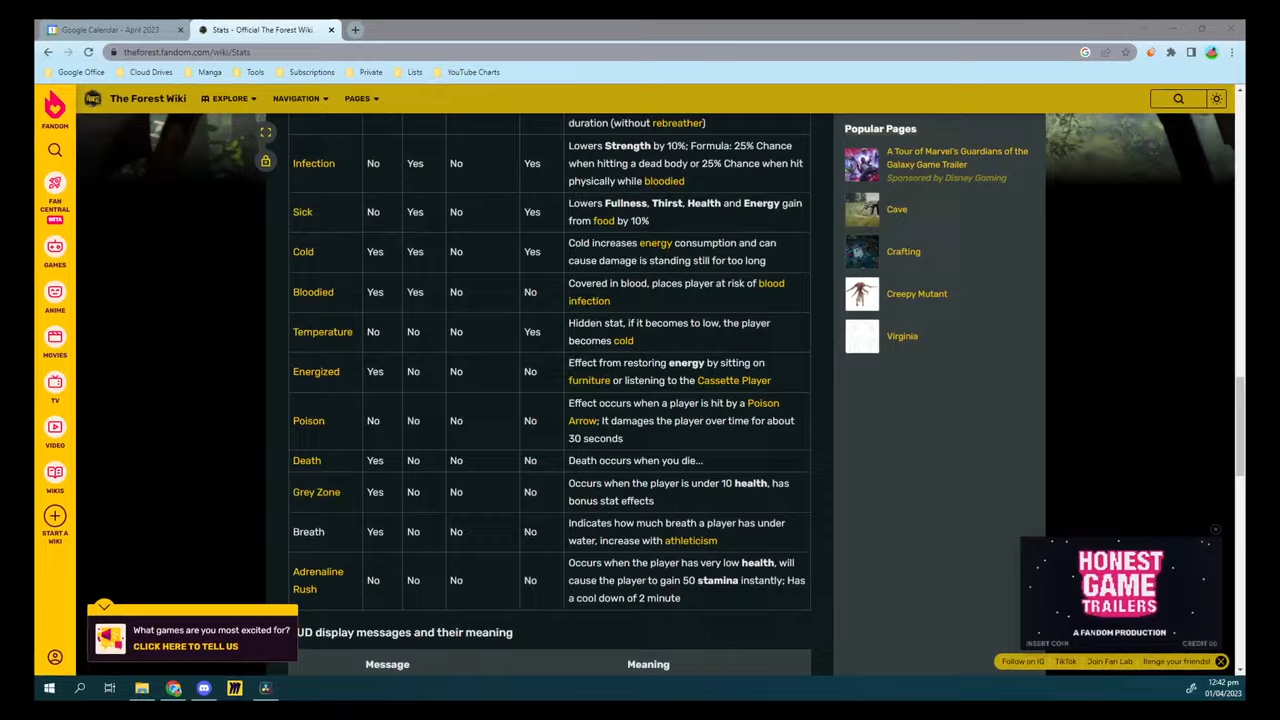 Google Calendar - April 2023
Stats - Official The Forest Wiki
theforest.fandom.com/wiki/Stats
Google Office
Cloud Drives
Manga
Tools
Subscriptions
Private
Lists
YouTube Charts
FANDOM
The Forest Wiki
EXPLORE
NAVIGATION
PAGES
FAN
CENTRAL
BETA
GAMES
ANIME
MOVIES
TV
VIDEO
WIKIS
START A
WIKI
duration (without rebreather)
Infection No Yes No Yes
Lowers Strength by 10%; Formula: 25% Chance
when hitting a dead body or 25% Chance when hit
physically while bloodied
Sick No Yes No Yes
Lowers Fullness, Thirst, Health and Energy gain
from food by 10%
Cold Yes Yes No Yes
Cold increases energy consumption and can
cause damage is standing still for too long
Bloodied Yes Yes No No
Covered in blood, places player at risk of blood
infection
Temperature No No No Yes
Hidden stat, if it becomes to low, the player
becomes cold
Energized Yes No No No
Effect from restoring energy by sitting on
furniture or listening to the Cassette Player
Poison No No No No
Effect occurs when a player is hit by a Poison
Arrow; It damages the player over time for about
30 seconds
Death Yes No No No Death occurs when you die...
Grey Zone Yes No No No
Occurs when the player is under 10 health, has
bonus stat effects
Breath Yes No No No
Indicates how much breath a player has under
water, increase with athleticism
Adrenaline
Rush
No No No No
Occurs when the player has very low health, will
cause the player to gain 50 stamina instantly; Has
a cool down of 2 minute
UD display messages and their meaning
Message Meaning
Popular Pages
A Tour of Marvel's Guardians of the
Galaxy Game Trailer
Sponsored by Disney Gaming
Cave
Crafting
Creepy Mutant
Virginia
What games are you most excited for?
CLICK HERE TO TELL US
HONEST
GAME
TRAILERS
A FANDOM PRODUCTION
INSERT COIN
Follow on IG
TikTok
Join Fan Lab
12:42 pm
01/04/2023